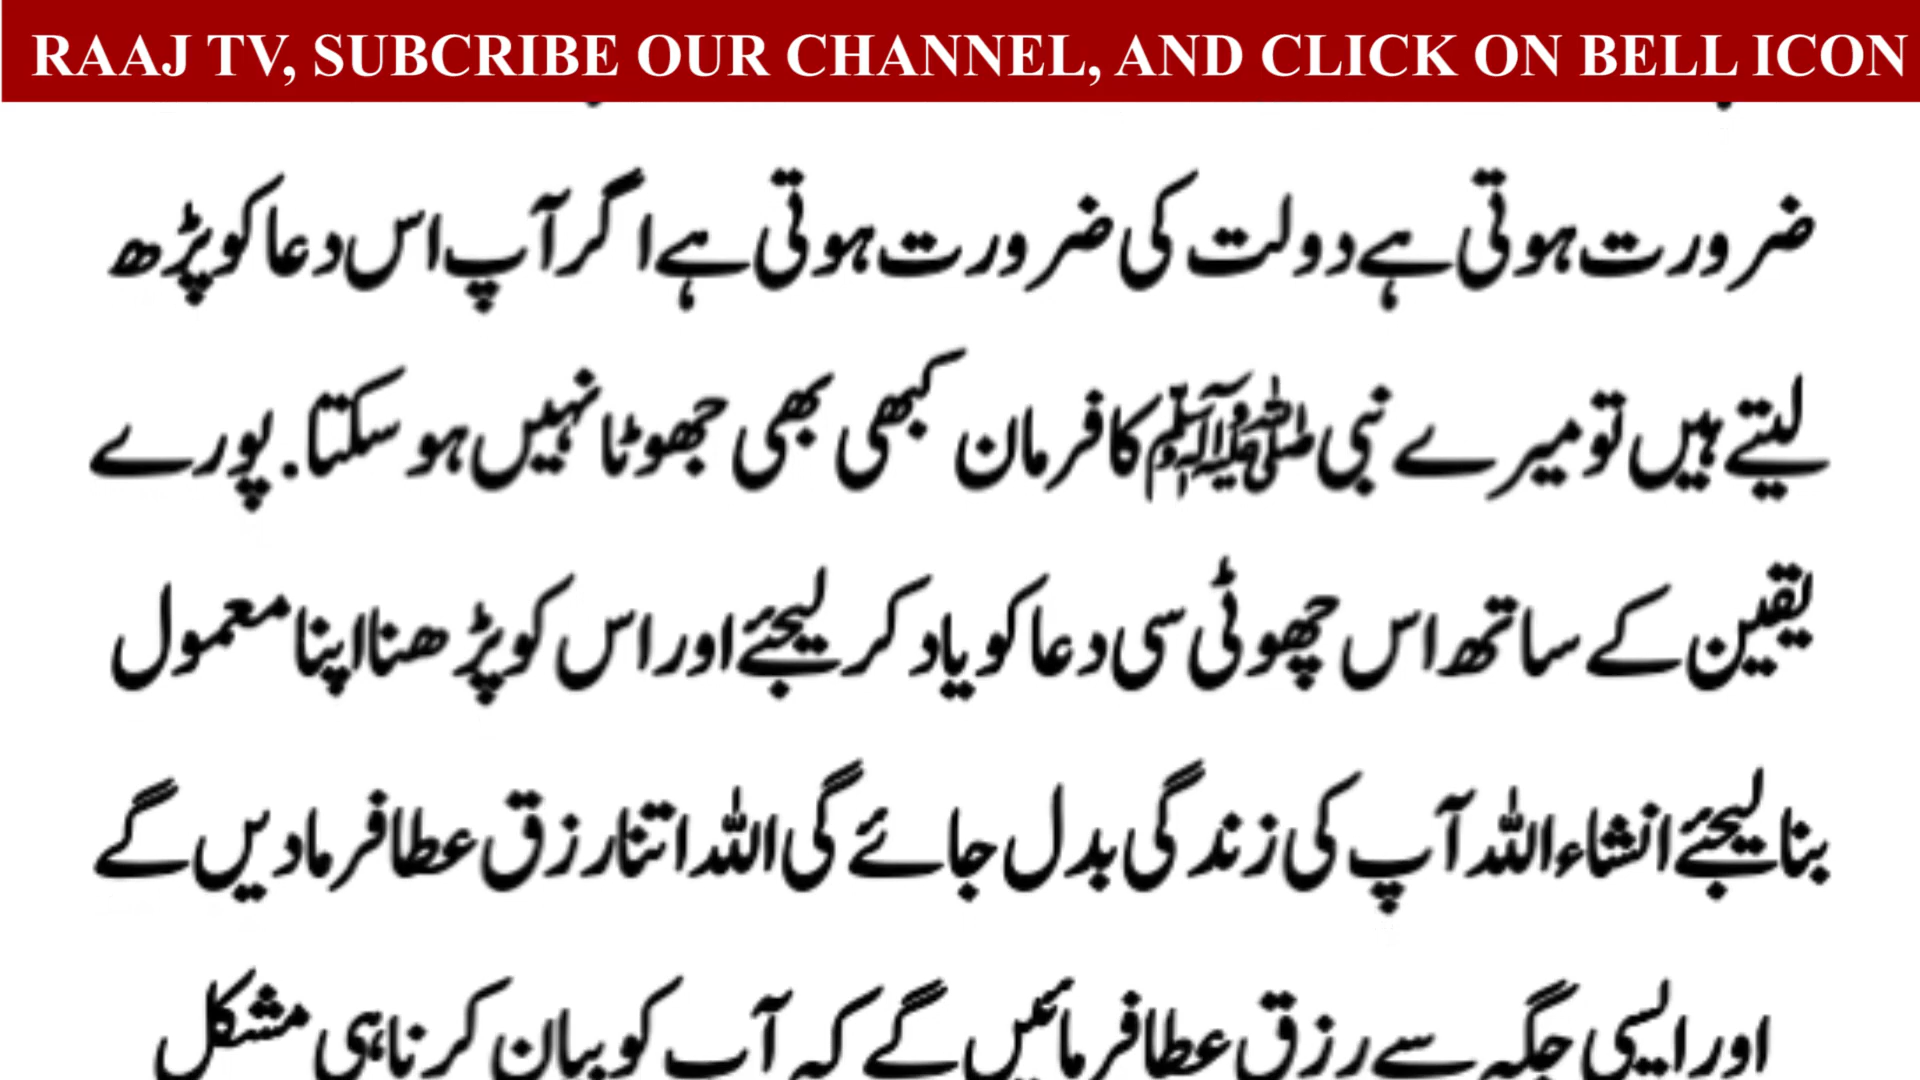 RAAJ TV, SUBCRIBE OUR CHANNEL, AND CLICK ON BELL ICON
ضرورت ہوتی ہے دولت کی ضرورت ہوتی ہے اگر آپ اس دعا کو پڑھ
لیتے ہیں تو میرے نبی ﷺ کا فرمان کبھی بھی جھوٹا نہیں ہو سکتا. پورے
یقین کے ساتھ اس چھوٹی سی دعا کو یاد کر لیجئے اور اس کو پڑھنا اپنا معمول
بنا لیجئے انشاء اللہ آپ کی زندگی بدل جائے گی اللہ اتنا رزق عطا فرما دیں گے
اور ایسی جگہ سے رزق عطا فرمائیں گے کہ آپ کو بیان کرنا ہی مشکل